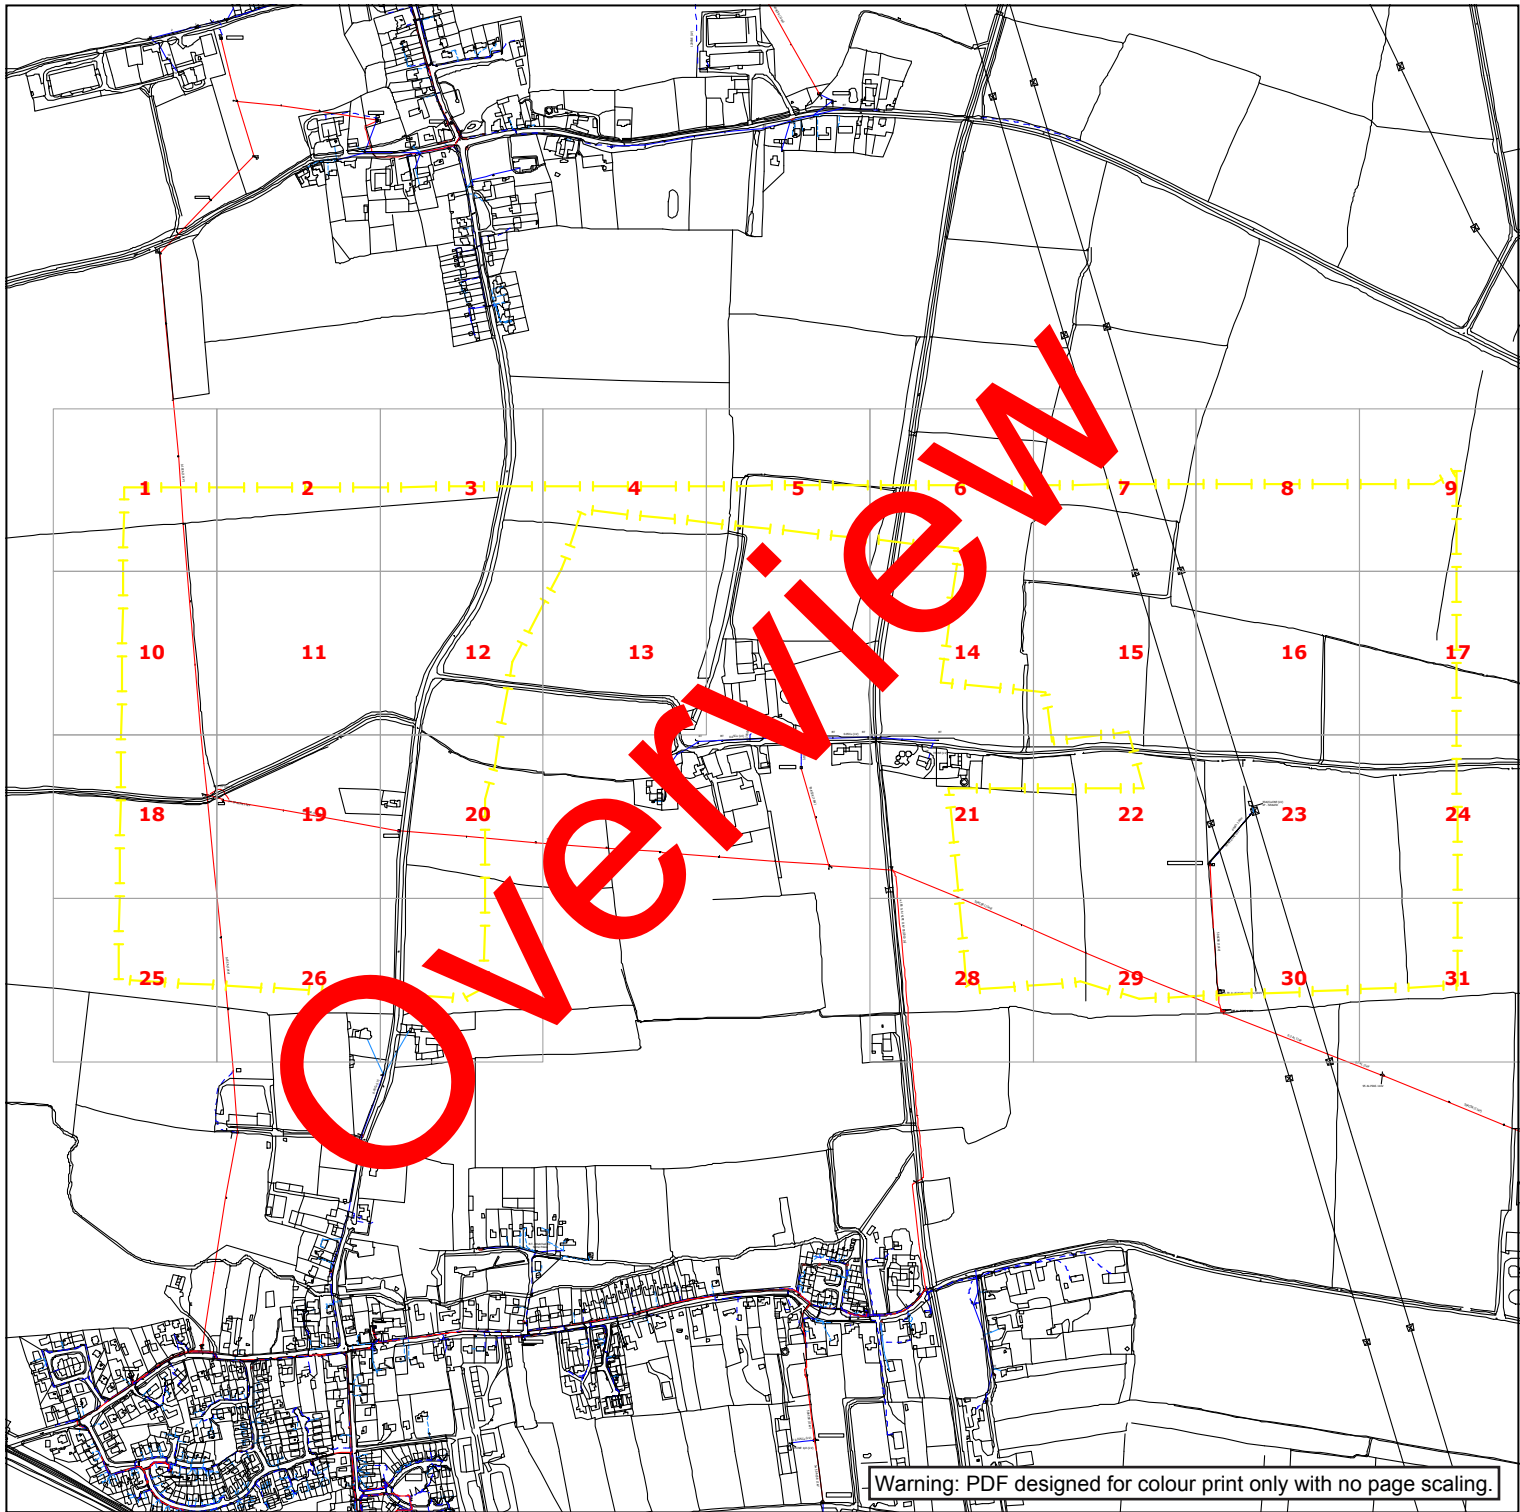 1 2 3 4 5 6 7 8 9
10 11 12 13 14 15 16 17
18 19 20 21 22 23 24
25 26 28 29 30 31
Overview
Warning: PDF designed for colour print only with no page scaling.